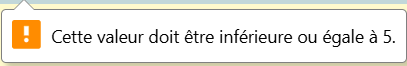 Cette valeur doit être inférieure ou égale à 5.